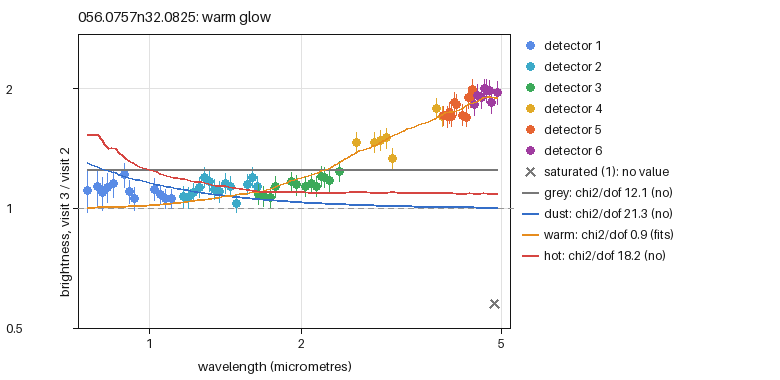 056.0757n32.0825: warm glow
brightness, visit 3 / visit 2
2
1
0.5
1
2
5
wavelength (micrometres)
detector 1
detector 2
detector 3
detector 4
detector 5
detector 6
saturated (1): no value
grey: chi2/dof 12.1 (no)
dust: chi2/dof 21.3 (no)
warm: chi2/dof 0.9 (fits)
hot: chi2/dof 18.2 (no)